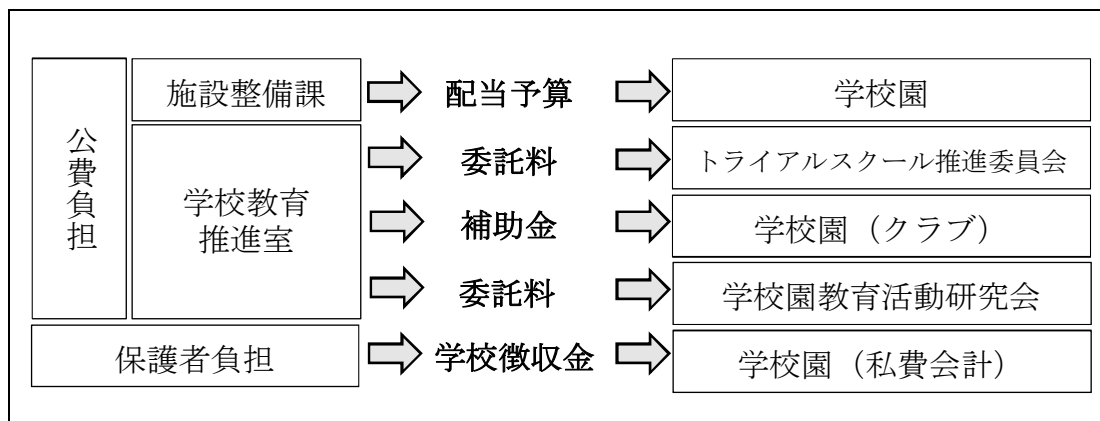 公費負担
施設整備課
配当予算
学校園
学校教育
推進室
委託料
トライアルスクール推進委員会
補助金
学校園（クラブ）
委託料
学校園教育活動研究会
保護者負担
学校徴収金
学校園（私費会計）